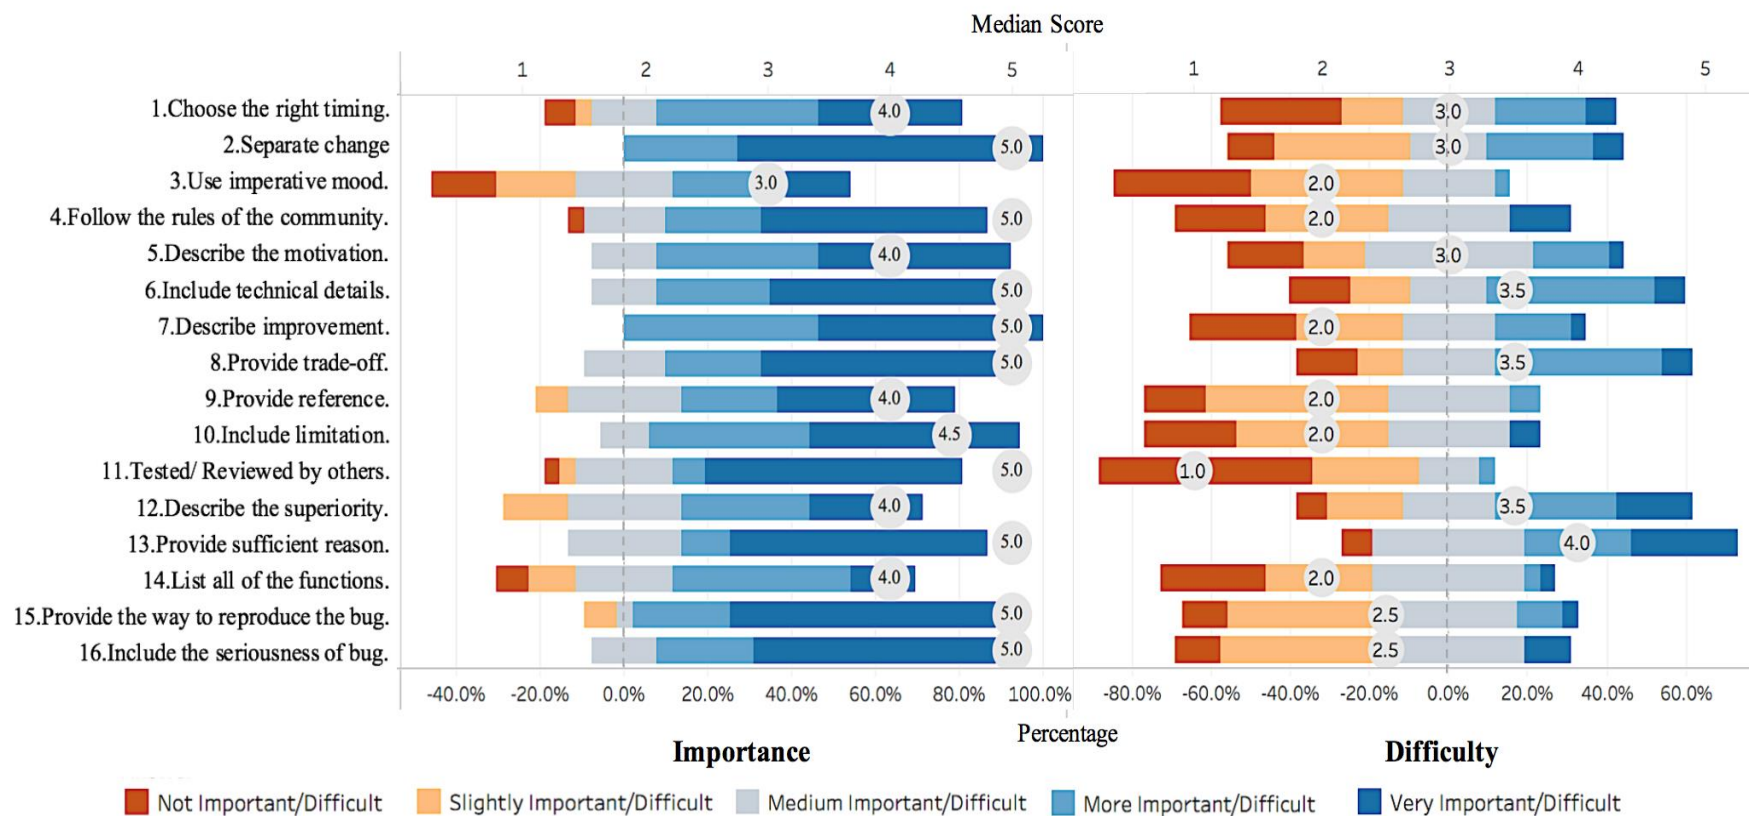 Median Score
1 2 3 4 5 1 2 3 4 5
1.Choose the right timing. 4.0 3.0
2.Separate change 5.0 3.0
3.Use imperative mood. 3.0 2.0
4.Follow the rules of the community. 5.0 2.0
5.Describe the motivation. 4.0 3.0
6.Include technical details. 5.0 3.5
7.Describe improvement. 5.0 2.0
8.Provide trade-off. 5.0 3.5
9.Provide reference. 4.0 2.0
10.Include limitation. 4.5 2.0
11.Tested/ Reviewed by others. 5.0 1.0
12.Describe the superiority. 4.0 3.5
13.Provide sufficient reason. 5.0 4.0
14.List all of the functions. 4.0 2.0
15.Provide the way to reproduce the bug. 5.0 2.5
16.Include the seriousness of bug. 5.0 2.5
-40.0% -20.0% 0.0% 20.0% 40.0% 60.0% 80.0% 100.0% -80.0% -60.0% -40.0% -20.0% 0.0% 20.0% 40.0% 60.0%
Percentage
Importance Difficulty
Not Important/Difficult Slightly Important/Difficult Medium Important/Difficult More Important/Difficult Very Important/Difficult